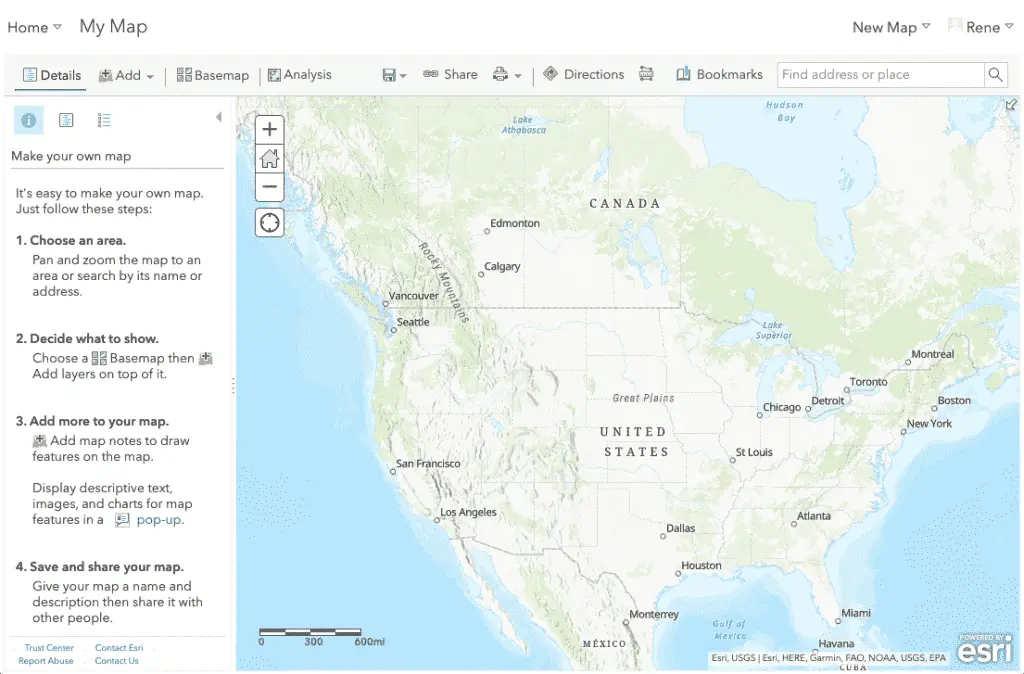 Home
My Map
New Map
Rene
Details
Add
Basemap
Analysis
Share
Directions
Bookmarks
Find address or place
Make your own map
It's easy to make your own map.
Just follow these steps:
1. Choose an area.
Pan and zoom the map to an
area or search by its name or
address.
2. Decide what to show.
Choose a Basemap then
Add layers on top of it.
3. Add more to your map.
Add map notes to draw
features on the map.
Display descriptive text,
images, and charts for map
features in a pop-up.
4. Save and share your map.
Give your map a name and
description then share it with
other people.
Trust Center
Contact Esri
Report Abuse
Contact Us
Hudson
Bay
Lake
Athabasca
CANADA
Edmonton
Rocky Mountains
Calgary
Vancouver
Seattle
Lake
Superior
Montreal
Toronto
Great Plains
Chicago
Detroit
Boston
New York
UNITED
STATES
St Louis
San Francisco
Los Angeles
Atlanta
Dallas
Houston
Monterrey
Miami
Gulf of
Mexico
MÉXICO
Havana
CUBA
0 300 600mi
Esri, USGS | Esri, HERE, Garmin, FAO, NOAA, USGS, EPA
POWERED BY
esri